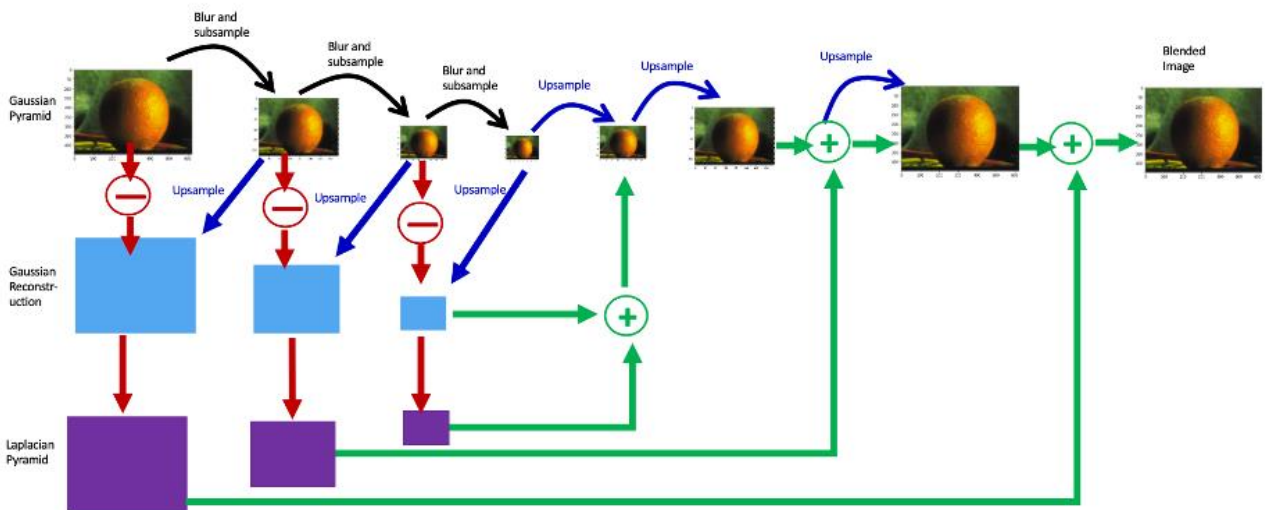 Blur and
subsample
Blur and
subsample
Blur and
subsample
Upsample
Upsample
Upsample
Blended
Image
Gaussian
Pyramid
Upsample
Upsample
Upsample
Gaussian
Reconstr-
uction
Laplacian
Pyramid